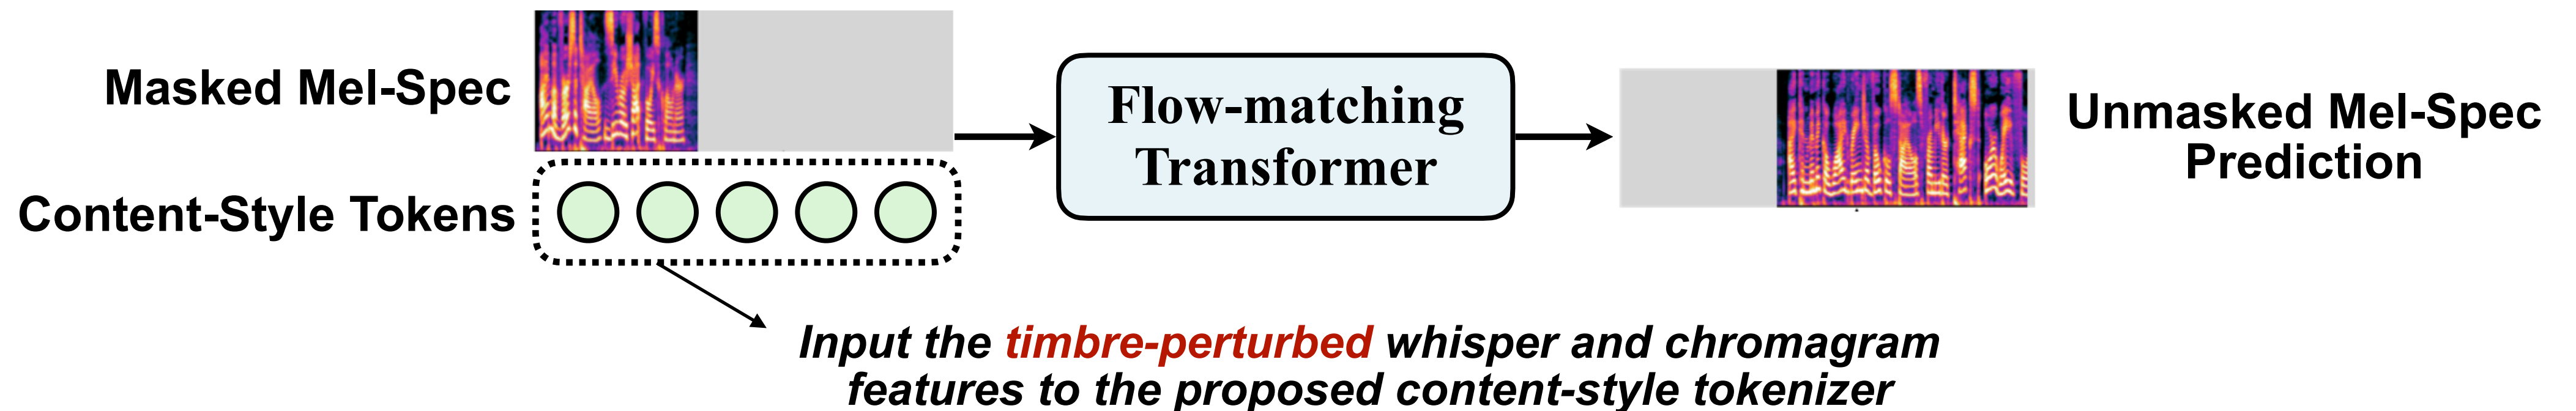 Masked Mel-Spec
Content-Style Tokens
Flow-matching
Transformer
Unmasked Mel-Spec
Prediction
Input the timbre-perturbed whisper and chromagram
features to the proposed content-style tokenizer